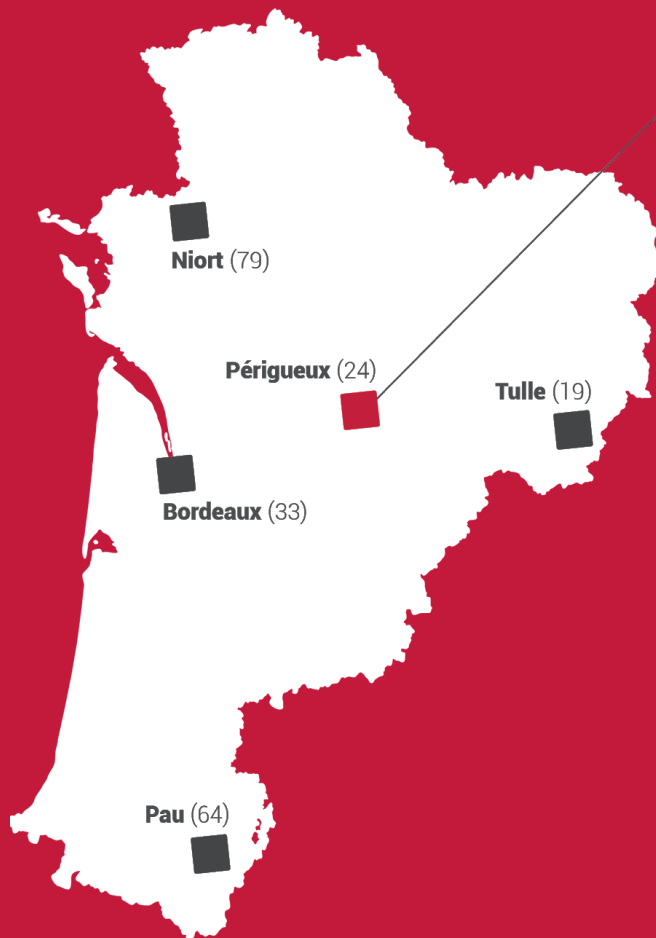 Niort (79)
Périgueux (24)
Tulle (19)
Bordeaux (33)
Pau (64)